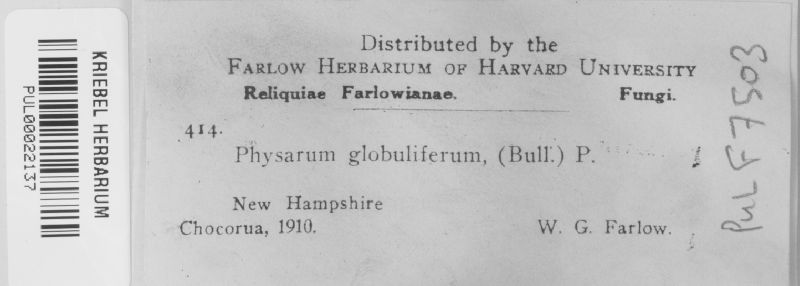 KRIEBEL HERBARIUM
PUL00022137
Distributed by the
FARLOW HERBARIUM OF HARVARD UNIVERSITY
Reliquiae Farlowianae. Fungi.
414.
Physarum globuliferum, (Bull.) P.
New Hampshire
Chocorua, 1910. W. G. Farlow.
PUL F7503